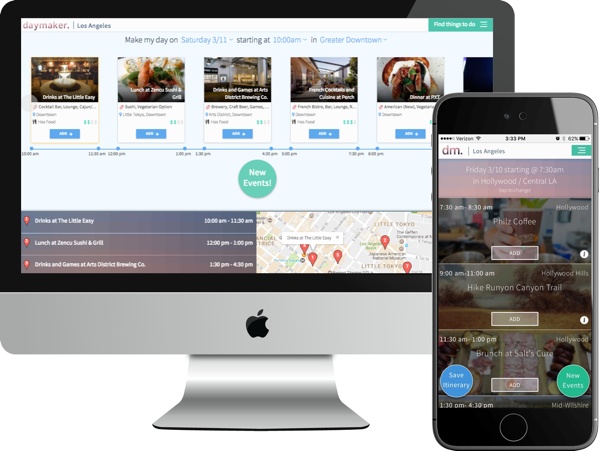 daymaker. | Los Angeles
Find things to do
Make my day on Saturday 3/11 starting at 10:00am in Greater Downtown
Drinks at The Little Easy
Lunch at Zencu Sushi &
Grill
Drinks and Games at Arts
District Brewing Co.
French Cocktails and
Cuisine at Perch
Dinner at P.Y.T.
Cocktail Bar, Lounge, Cajun/...
Sushi, Vegetarian Option
Brewery, Craft Beer, Games, ...
French Bistro, Bar, Lounge, R...
American (New), Vegetarian
Downtown
Little Tokyo, Downtown
Arts District, Downtown
Downtown
Downtown
Has Food
Has Food
Has Food
ADD +
ADD +
ADD +
ADD +
ADD +
10:00 am
11:30 am
12:00 pm
1:00 pm
1:30 pm
4:30 pm
5:00 pm
7:30 pm
8:00 pm
New
Events!
Drinks at The Little Easy 10:00 am - 11:30 am
Lunch at Zencu Sushi & Grill 12:00 pm - 1:00 pm
Drinks and Games at Arts District Brewing Co. 1:30 pm - 4:30 pm
Drinks at The Little Easy
LITTLE TOKYO
The Geffen
Contemporary at
LITTLE TOKYO
Verizon 3:33 PM 62%
dm. | Los Angeles
Friday 3/10 starting @ 7:30am
in Hollywood / Central LA
7:30 am- 8:30 am Hollywood
Philz Coffee
ADD
9:00 am-11:00 am Hollywood Hills
Hike Runyon Canyon Trail
ADD
11:30 am- 1:00 pm Hollywood
Brunch at Salt's Cure
Save
Itinerary
ADD
New
Events
1:30 pm- 4:30 pm Mid-Wilshire